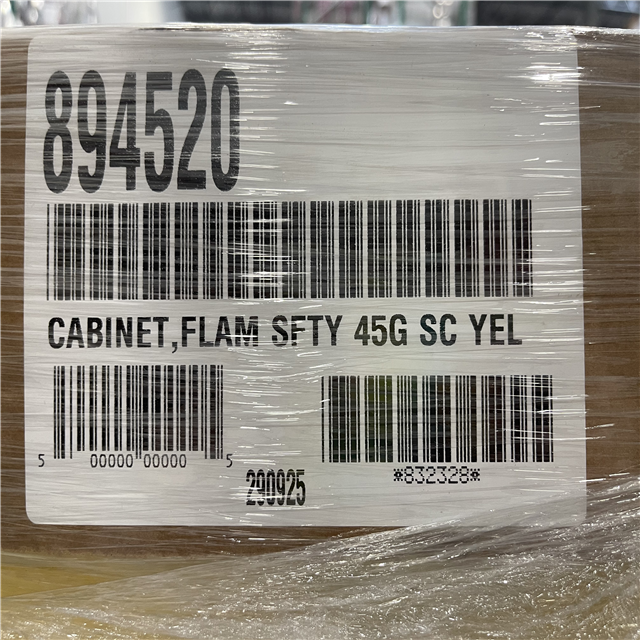 894520
CABINET,FLAM SFTY 45G SC YEL
5 00000 00000 5
*832328*
290925